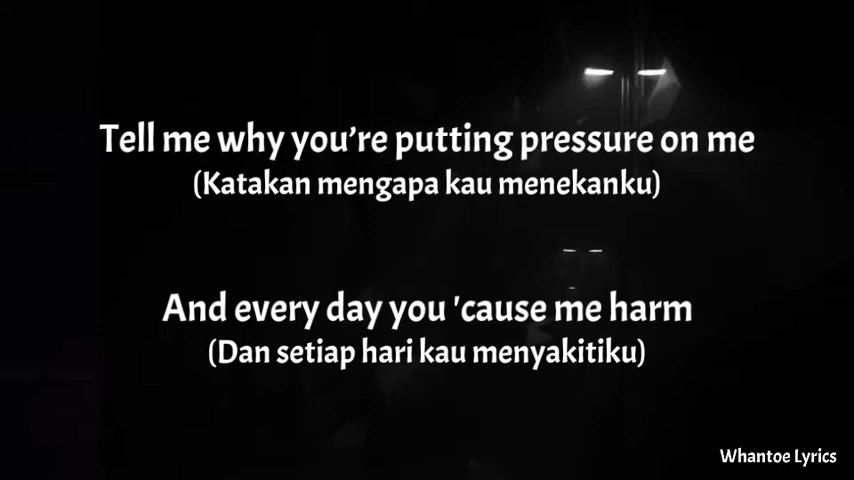 Tell me why you’re putting pressure on me
(Katakan mengapa kau menekanku)
And every day you 'cause me harm
(Dan setiap hari kau menyakitiku)
Whantoe Lyrics